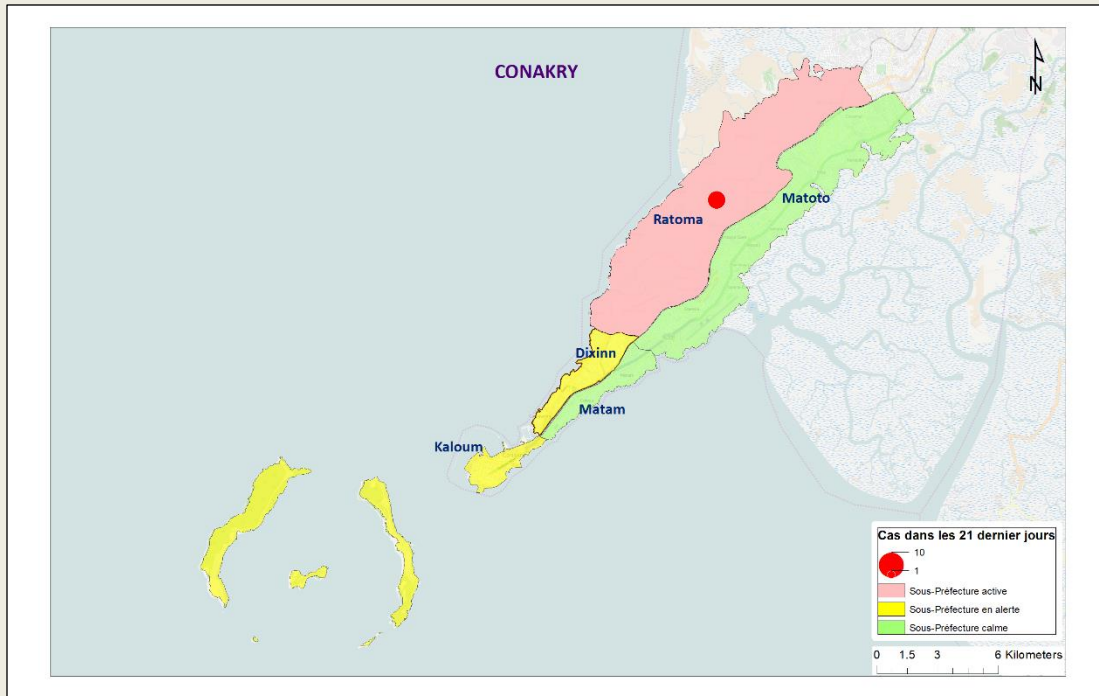 CONAKRY
N
Ratoma
Matoto
Dixinn
Matam
Kaloum
Cas dans les 21 dernier jours
10
1
Sous-Préfecture active
Sous-Préfecture en alerte
Sous-Préfecture calme
0 1.5 3 6 Kilometers